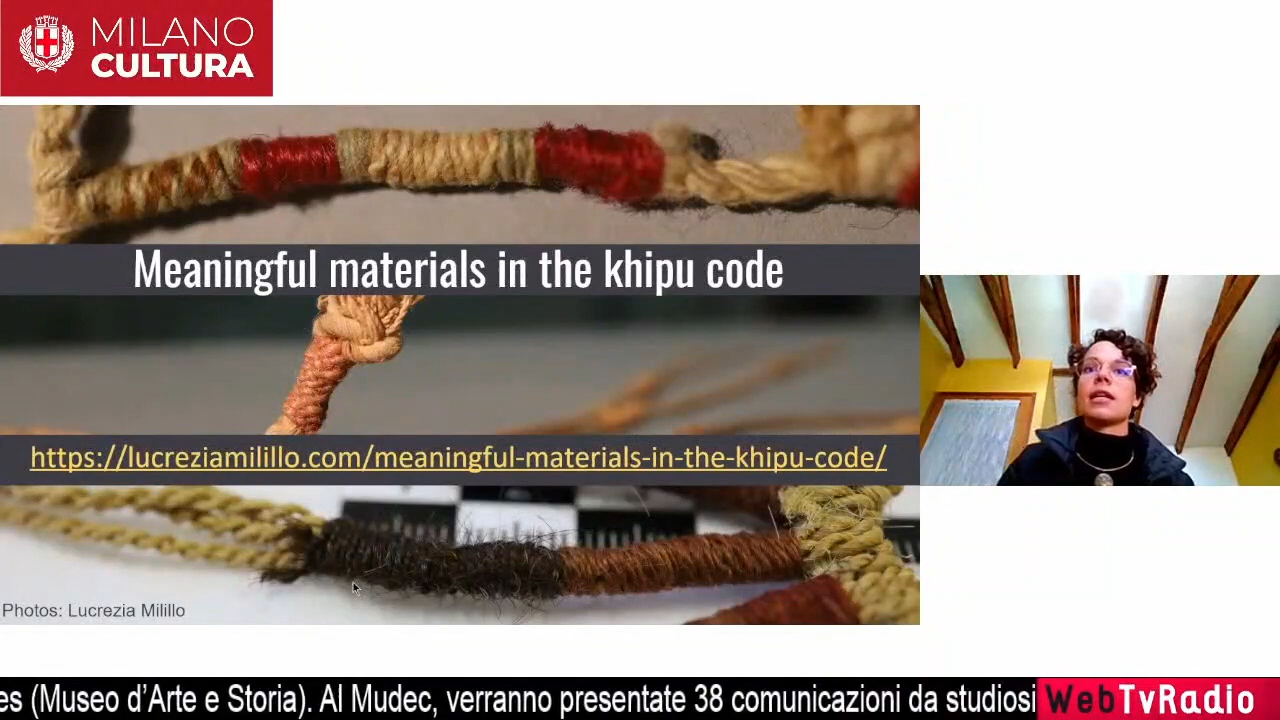 MILANO
CULTURA
Meaningful materials in the khipu code
https://lucreziamilillo.com/meaningful-materials-in-the-khipu-code/
Photos: Lucrezia Milillo
es (Museo d’Arte e Storia). Al Mudec, verranno presentate 38 comunicazioni da studiosi
WebTvRadio